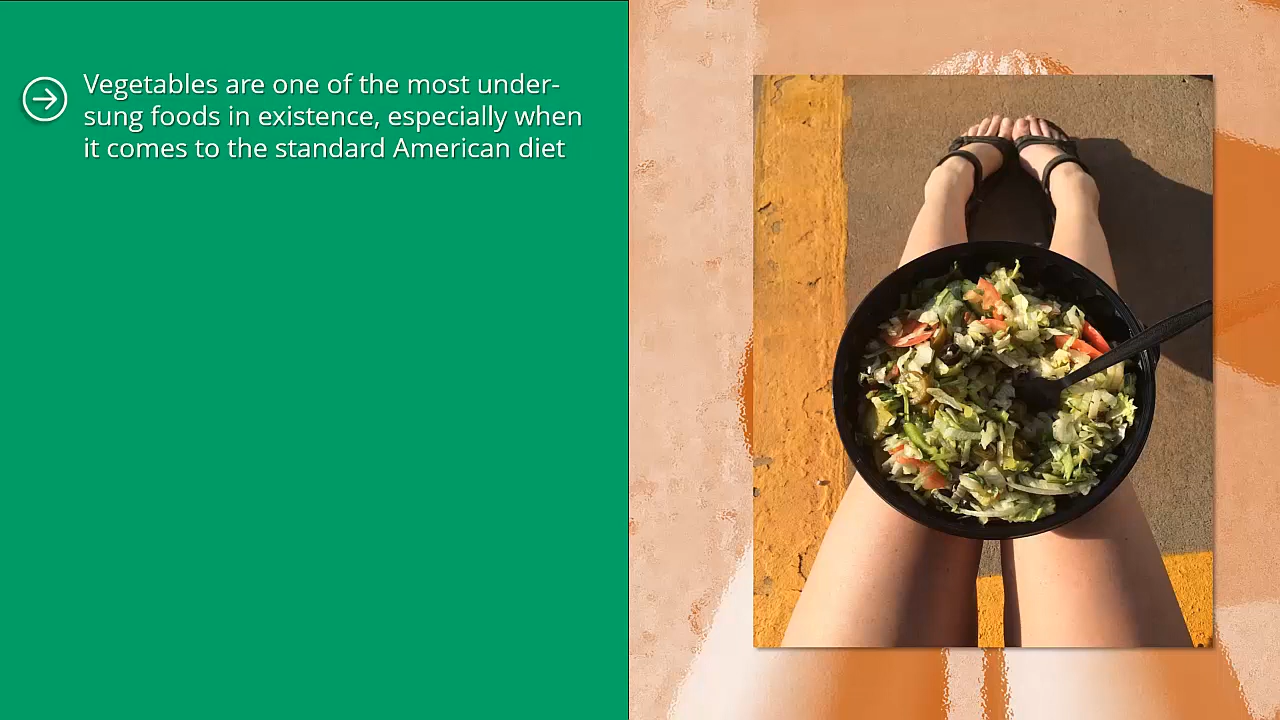 Vegetables are one of the most under-
sung foods in existence, especially when
it comes to the standard American diet